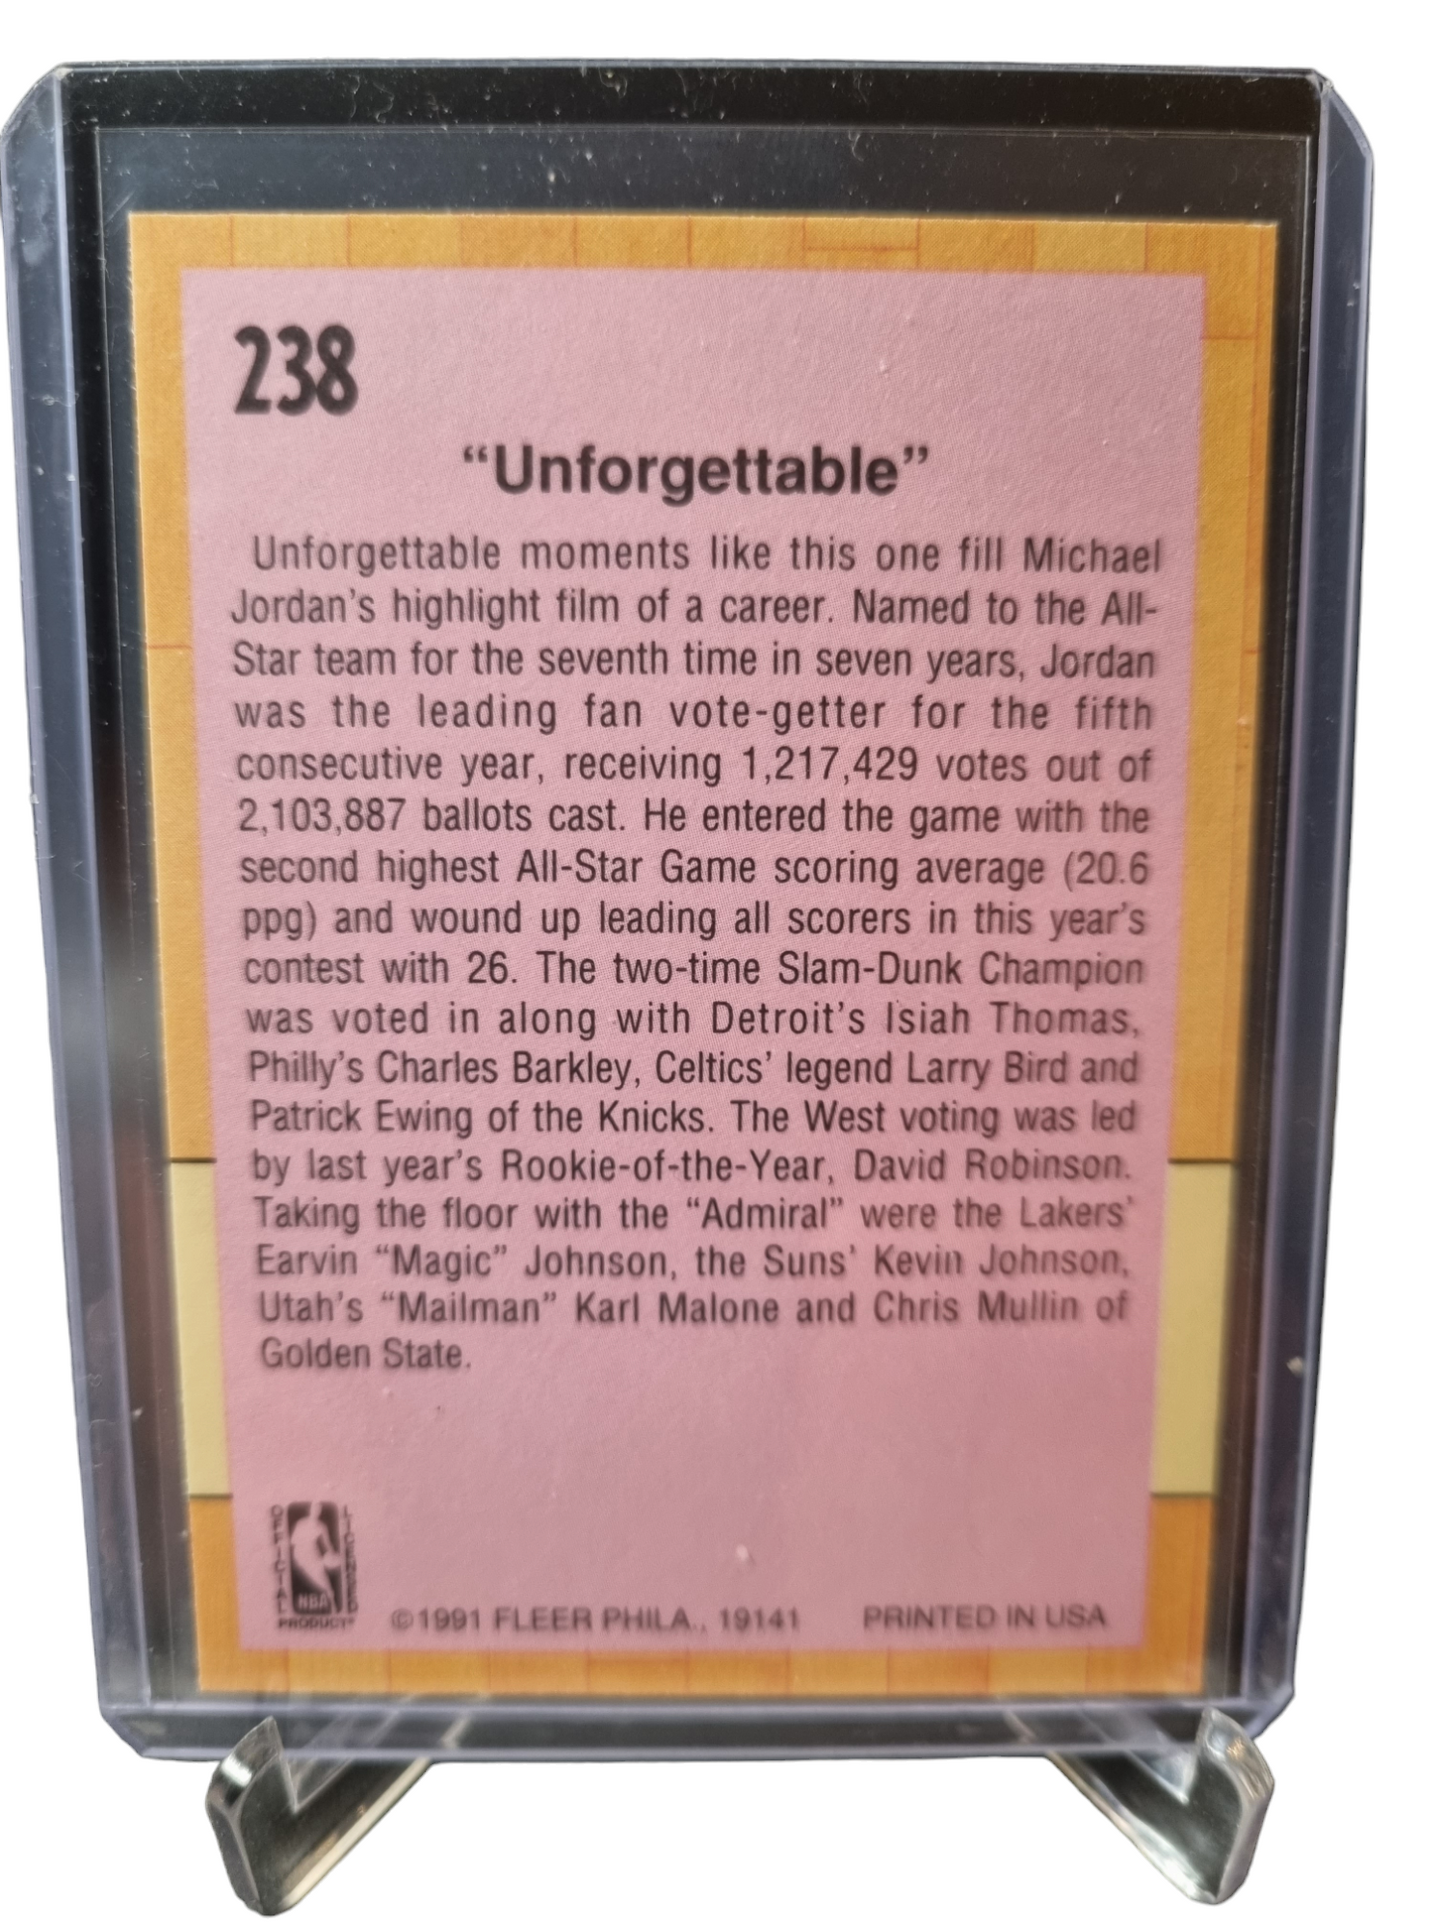 238
“Unforgettable”
Unforgettable moments like this one fill Michael
Jordan’s highlight film of a career. Named to the All-
Star team for the seventh time in seven years, Jordan
was the leading fan vote-getter for the fifth
consecutive year, receiving 1,217,429 votes out of
2,103,887 ballots cast. He entered the game with the
second highest All-Star Game scoring average (20.6
ppg) and wound up leading all scorers in this year’s
contest with 26. The two-time Slam-Dunk Champion
was voted in along with Detroit’s Isiah Thomas,
Philly’s Charles Barkley, Celtics’ legend Larry Bird and
Patrick Ewing of the Knicks. The West voting was led
by last year’s Rookie-of-the-Year, David Robinson.
Taking the floor with the “Admiral” were the Lakers’
Earvin “Magic” Johnson, the Suns’ Kevin Johnson,
Utah’s “Mailman” Karl Malone and Chris Mullin of
Golden State.
OFFICIAL
NBA
LICENSED
PRODUCT
©1991 FLEER PHILA., 19141 PRINTED IN USA